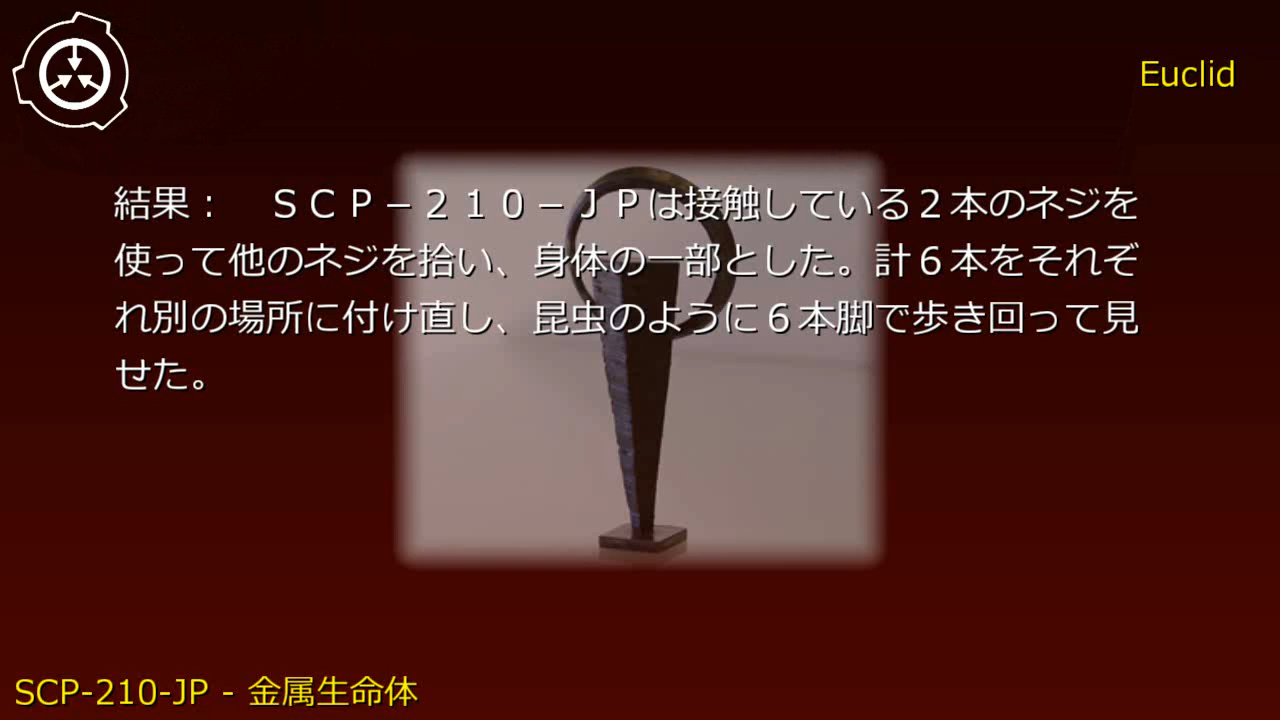 Euclid
結果：　ＳＣＰ－２１０－ＪＰは接触している２本のネジを
使って他のネジを拾い、身体の一部とした。計６本をそれぞ
れ別の場所に付け直し、昆虫のように６本脚で歩き回って見
せた。
SCP-210-JP - 金属生命体